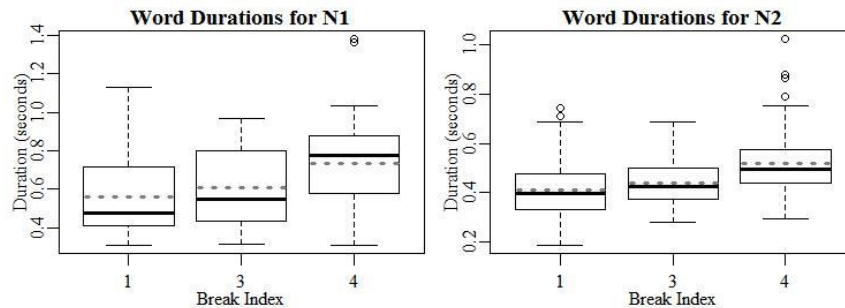 Word Durations for N1
Duration (seconds)
1.4
1.2
1.0
0.8
0.6
0.4
1
3
4
Break Index
Word Durations for N2
Duration (seconds)
1.0
0.8
0.6
0.4
0.2
1
3
4
Break Index